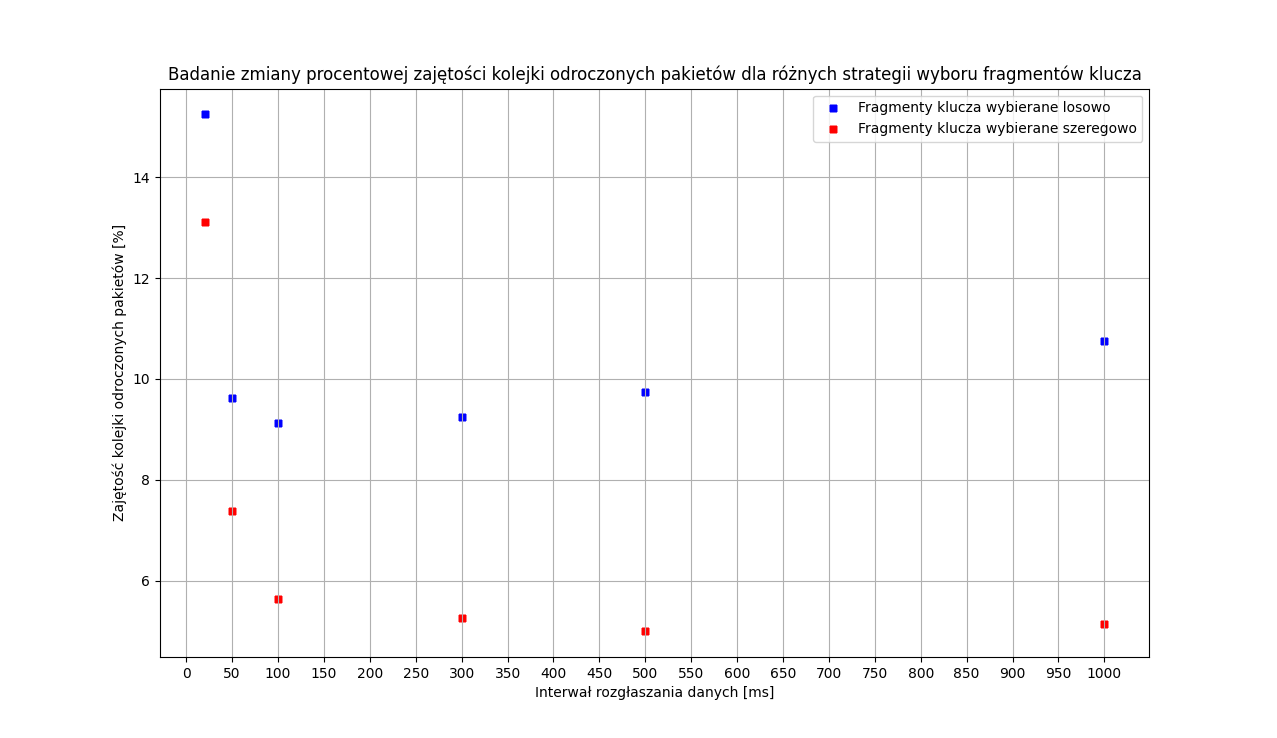 Badanie zmiany procentowej zajętości kolejki odroczonych pakietów dla różnych strategii wyboru fragmentów klucza
Fragmenty klucza wybierane losowo
Fragmenty klucza wybierane szeregowo
Zajętość kolejki odroczonych pakietów [%]
14
12
10
8
6
0 50 100 150 200 250 300 350 400 450 500 550 600 650 700 750 800 850 900 950 1000
Interwał rozgłaszania danych [ms]